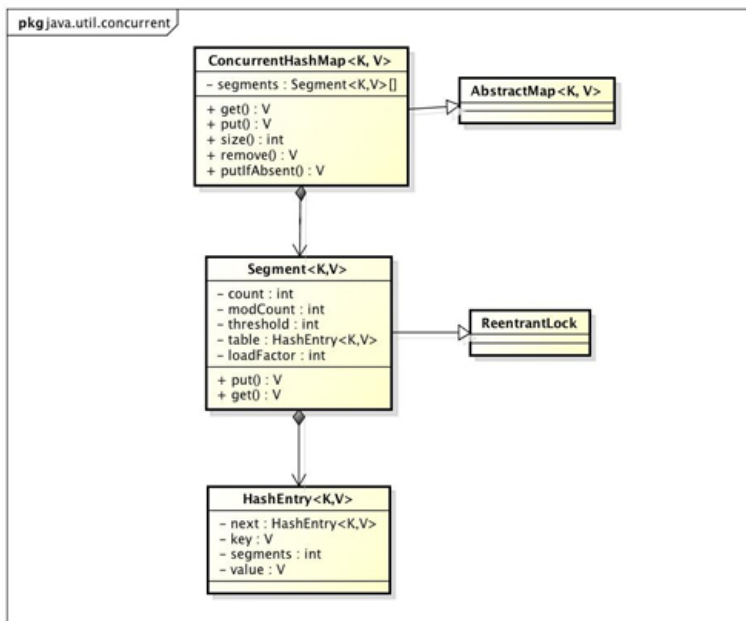 pkg java.util.concurrent
ConcurrentHashMap<K, V>
- segments : Segment<K,V>[]
+ get() : V
+ put() : V
+ size() : int
+ remove() : V
+ putIfAbsent() : V
AbstractMap<K, V>
Segment<K,V>
- count : int
- modCount : int
- threshold : int
- table : HashEntry<K,V>
- loadFactor : int
+ put() : V
+ get() : V
ReentrantLock
HashEntry<K,V>
- next : HashEntry<K,V>
- key : V
- segments : int
- value : V